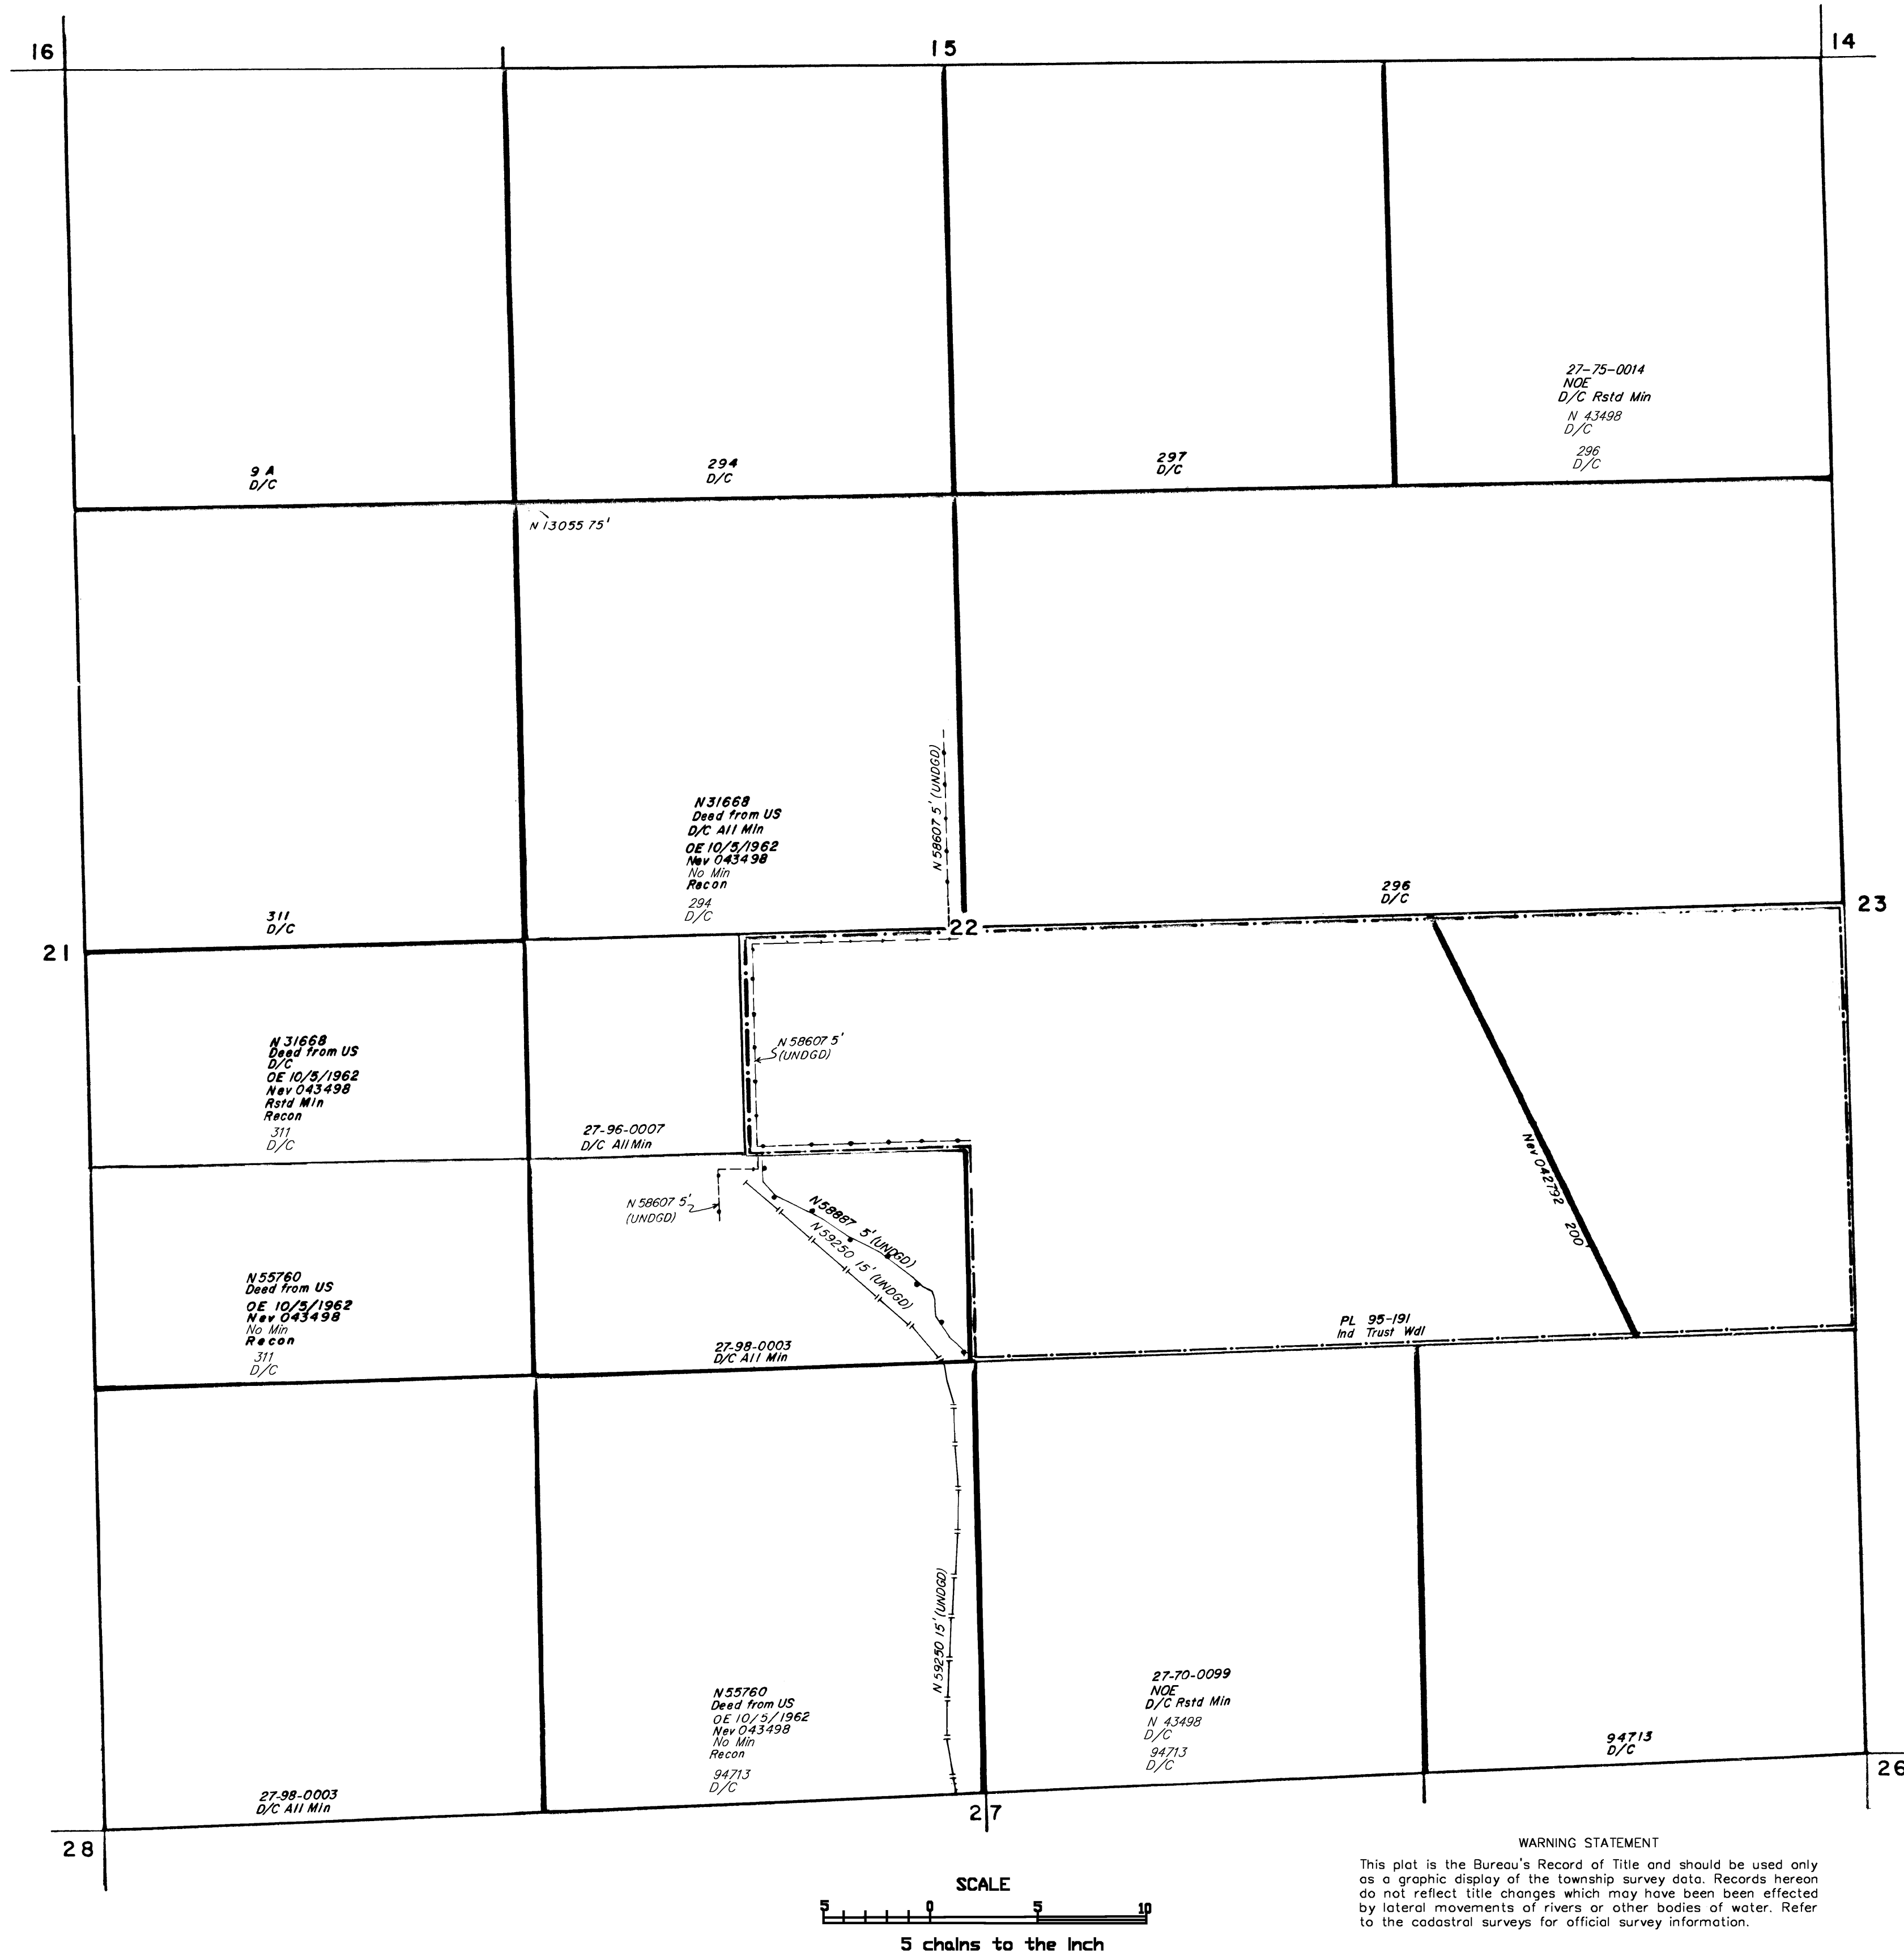 16
15
14
27-75-0014
NOE
D/C Rstd Min
N 43498
D/C
296
D/C
9 A
D/C
294
D/C
297
D/C
N 13055 75'
N 58607 5' (UNDGD)
N31668
Deed from US
D/C All Min
OE 10/5/1962
Nev 043498
No Min
Recon
294
D/C
311
D/C
296
D/C
21
22
23
N 31668
Deed from US
D/C
OE 10/5/1962
Nev 043498
Rstd Min
Recon
311
D/C
N 58607 5'
(UNDGD)
27-96-0007
D/C All Min
Nev 042792 200'
N 58607 5'
(UNDGD)
N58887 5' (UNDGD)
N 59250 15' (UNDGD)
N55760
Deed from US
OE 10/5/1962
Nev 043498
No Min
Recon
311
D/C
27-98-0003
D/C All Min
PL 95-191
Ind Trust Wdl
N 59250 15' (UNDGD)
N55760
Deed from US
OE 10/5/1962
Nev 043498
No Min
Recon
94713
D/C
27-70-0099
NOE
D/C Rstd Min
N 43498
D/C
94713
D/C
94713
D/C
27-98-0003
D/C All Min
28
27
26
WARNING STATEMENT
This plat is the Bureau's Record of Title and should be used only
as a graphic display of the township survey data. Records hereon
do not reflect title changes which may have been been effected
by lateral movements of rivers or other bodies of water. Refer
to the cadastral surveys for official survey information.
SCALE
5 0 5 10
5 chains to the inch